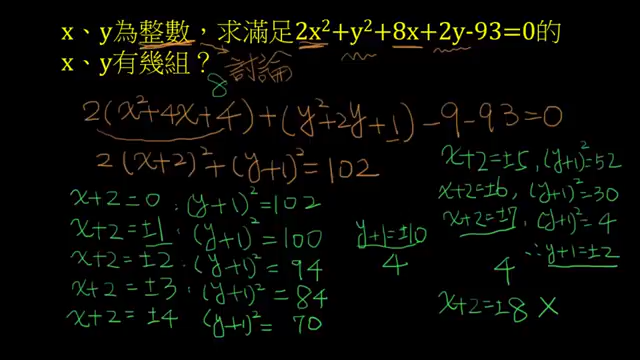 x、y為整數，求滿足2x²+y²+8x+2y-93=0的
x、y有幾組？ 討論
8
2(x²+4x+4)+(y²+2y+1)-9-93=0
2(x+2)²+(y+1)²=102
x+2=0:(y+1)²=102
x+2=±1:(y+1)²=100
y+1=±10
4
x+2=±2:(y+1)²=94
x+2=±3:(y+1)²=84
x+2=±4 (y+1)²=70
x+2=±5,(y+1)²=52
x+2=±6,(y+1)²=30
x+2=±7,(y+1)²=4
∴y+1=±2
4
x+2=±8 ×